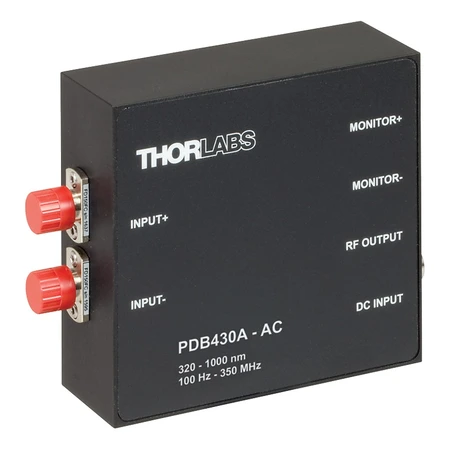 THORLABS
MONITOR+
MONITOR-
INPUT+
RF OUTPUT
INPUT-
DC INPUT
PDB430A - AC
320 - 1000 nm
100 Hz - 350 MHz